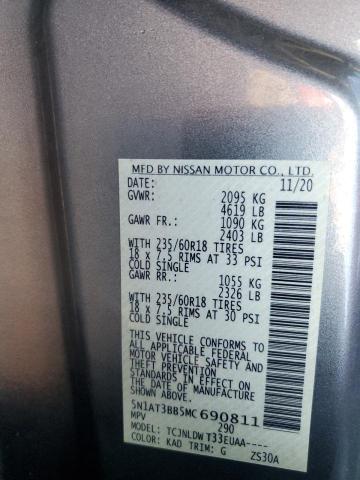 MFD BY NISSAN MOTOR CO., LTD.
DATE: 11/20
GVWR: 2095 KG
4619 LB
GAWR FR.: 1090 KG
2403 LB
WITH 235/60R18 TIRES
18 x 7.5 RIMS AT 33 PSI
COLD SINGLE
GAWR RR.: 1055 KG
2326 LB
WITH 235/60R18 TIRES
18 x 7.5 RIMS AT 30 PSI
COLD SINGLE
THIS VEHICLE CONFORMS TO
ALL APPLICABLE FEDERAL
MOTOR VEHICLE SAFETY,
BUMPER, AND
THEFT PREVENTION STANDARDS
IN EFFECT ON THE DATE OF
MANUFACTURE SHOWN ABOVE.
5N1AT3BB5MC690811
MPV 290
TCJNLDWT33EUAA----
COLOR: KAD TRIM: G ZS30A